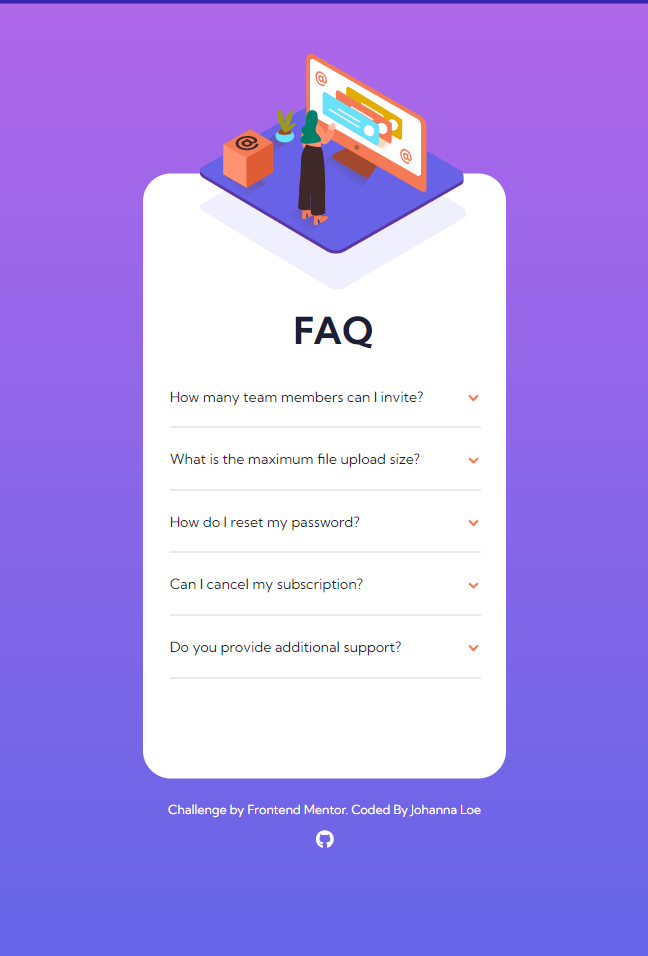 @
@
@
FAQ
How many team members can I invite?
What is the maximum file upload size?
How do I reset my password?
Can I cancel my subscription?
Do you provide additional support?
Challenge by Frontend Mentor. Coded By Johanna Loe